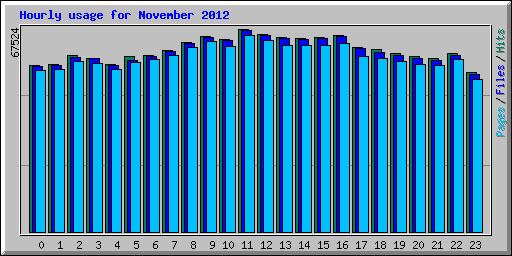 Hourly usage for November 2012
67524
Pages/Files/Hits
0 1 2 3 4 5 6 7 8 9 10 11 12 13 14 15 16 17 18 19 20 21 22 23